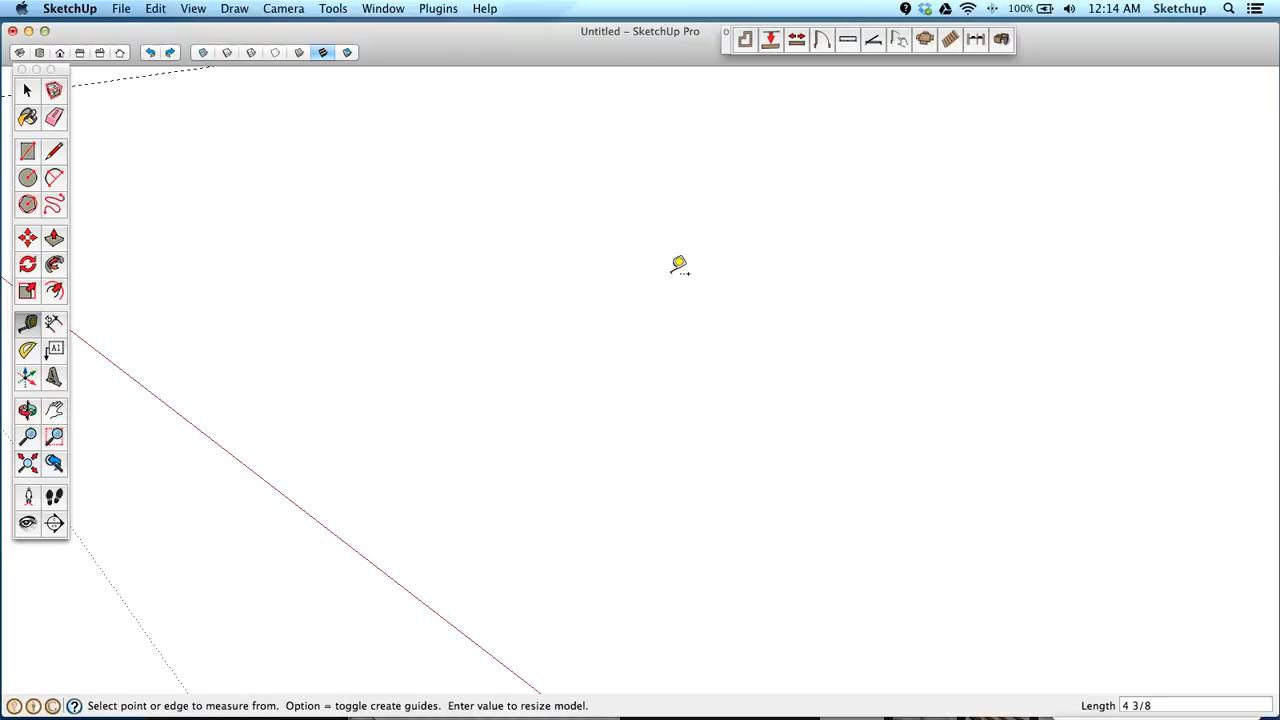 SketchUp File Edit View Draw Camera Tools Window Plugins Help 100% 12:14 AM Sketchup
Untitled – SketchUp Pro
A1
Select point or edge to measure from. Option = toggle create guides. Enter value to resize model. Length 4 3/8